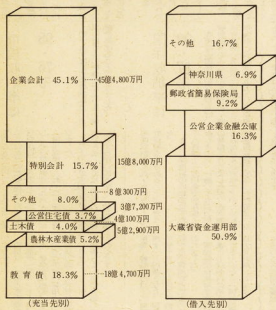 企業会計 45.1%
45億4,800万円
特別会計 15.7%
15億8,000万円
その他 8.0%
8億300万円
公営住宅債 3.7%
3億7,200万円
土木債 4.0%
4億100万円
農林水産業債 5.2%
5億2,900万円
教育債 18.3%
18億4,700万円
(充当先別)
その他 16.7%
神奈川県 6.9%
郵政省簡易保険局
9.2%
公営企業金融公庫
16.3%
大蔵省資金運用部
50.9%
(借入先別)